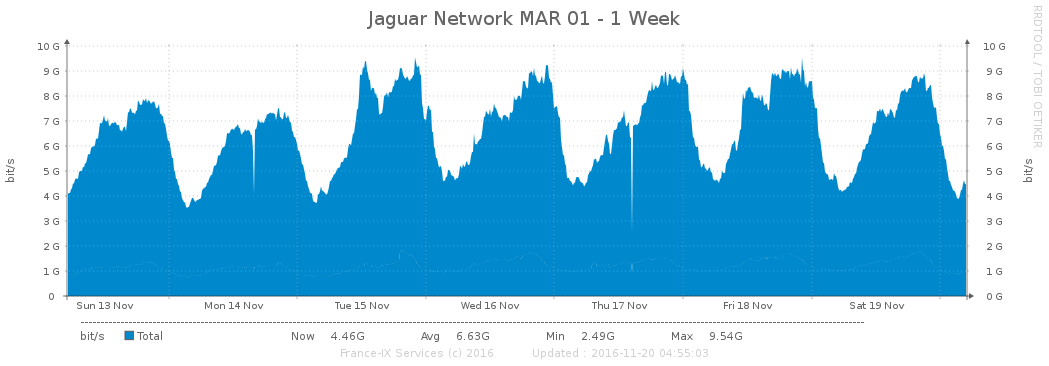 Jaguar Network MAR 01 - 1 Week
RRDTOOL / TOBI OETIKER
10 G 10 G
9 G 9 G
8 G 8 G
7 G 7 G
6 G 6 G
5 G 5 G
4 G 4 G
3 G 3 G
2 G 2 G
1 G 1 G
0 0 G
bit/s
bit/s
Sun 13 Nov Mon 14 Nov Tue 15 Nov Wed 16 Nov Thu 17 Nov Fri 18 Nov Sat 19 Nov
bit/s Total Now 4.46G Avg 6.63G Min 2.49G Max 9.54G
France-IX Services (c) 2016 Updated : 2016-11-20 04:55:03